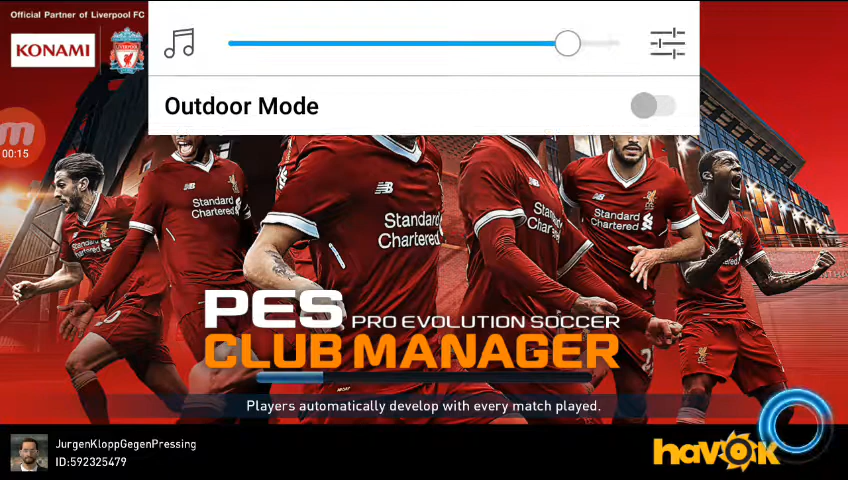 Official Partner of Liverpool FC
KONAMI
Outdoor Mode
00:15
Standard
Chartered
Standard
Chartered
Standard
Chartered
Standard
Chartered
PES
PRO EVOLUTION SOCCER
CLUB MANAGER
Players automatically develop with every match played.
JurgenKloppGegenPressing
ID:592325479
havok